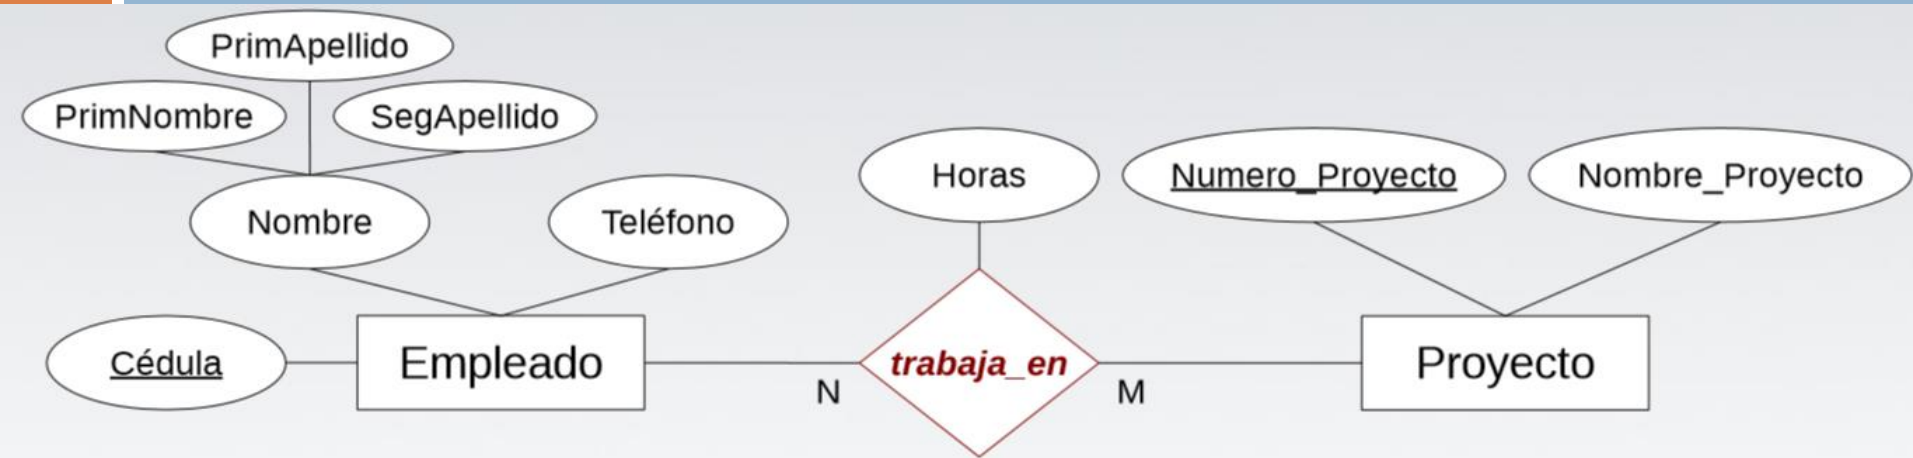 PrimApellido
PrimNombre
SegApellido
Nombre
Teléfono
Horas
Numero_Proyecto
Nombre_Proyecto
Cédula
Empleado
N
trabaja_en
M
Proyecto